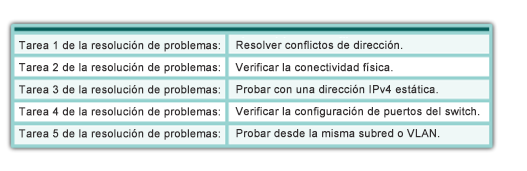 Tarea 1 de la resolución de problemas: Resolver conflictos de dirección.
Tarea 2 de la resolución de problemas: Verificar la conectividad física.
Tarea 3 de la resolución de problemas: Probar con una dirección IPv4 estática.
Tarea 4 de la resolución de problemas: Verificar la configuración de puertos del switch.
Tarea 5 de la resolución de problemas: Probar desde la misma subred o VLAN.